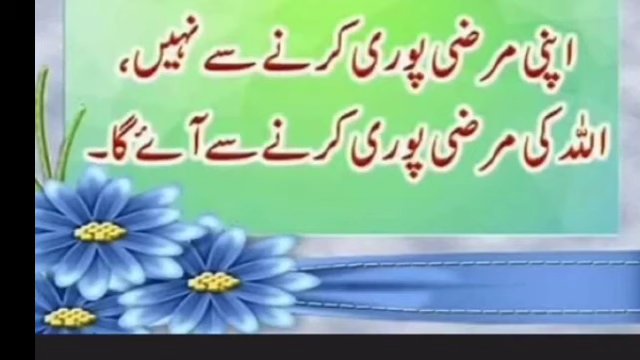 اپنی مرضی پوری کرنے سے نہیں،
اللہ کی مرضی پوری کرنے سے آئے گا۔